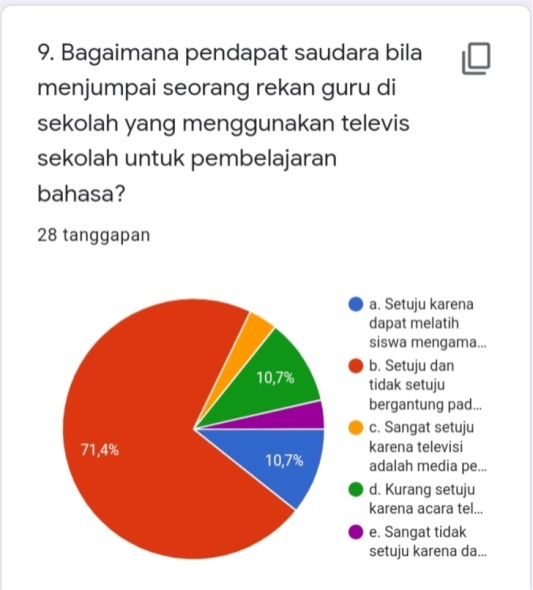 9. Bagaimana pendapat saudara bila
menjumpai seorang rekan guru di
sekolah yang menggunakan televis
sekolah untuk pembelajaran
bahasa?
28 tanggapan
a. Setuju karena
dapat melatih
siswa mengama...
b. Setuju dan
tidak setuju
bergantung pad...
c. Sangat setuju
karena televisi
adalah media pe...
d. Kurang setuju
karena acara tel...
e. Sangat tidak
setuju karena da...
10,7%
71,4%
10,7%